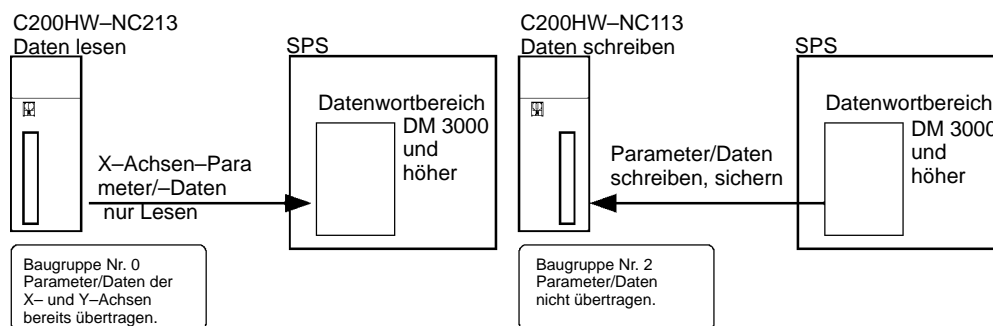 C200HW–NC213
Daten lesen
SPS
Datenwortbereich
DM 3000
und
höher
X–Achsen–Para
meter/–Daten
nur Lesen
Baugruppe Nr. 0
Parameter/Daten der
X– und Y–Achsen
bereits übertragen.
C200HW–NC113
Daten schreiben
SPS
Datenwortbereich
DM 3000
und
höher
Parameter/Daten
schreiben, sichern
Baugruppe Nr. 2
Parameter/Daten
nicht übertragen.